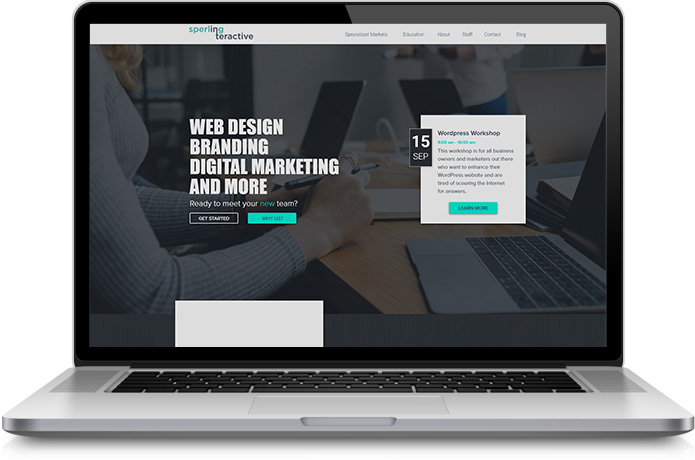 sperling
teractive
Specialized Markets Education About Staff Contact Blog
WEB DESIGN
BRANDING
DIGITAL MARKETING
AND MORE
Ready to meet your new team?
GET STARTED WHY US?
15
SEP
Wordpress Workshop
9:00 am - 10:00 am
This workshop is for all business
owners and marketers out there
who want to enhance their
WordPress website and are
tired of scouring the Internet
for answers.
LEARN MORE